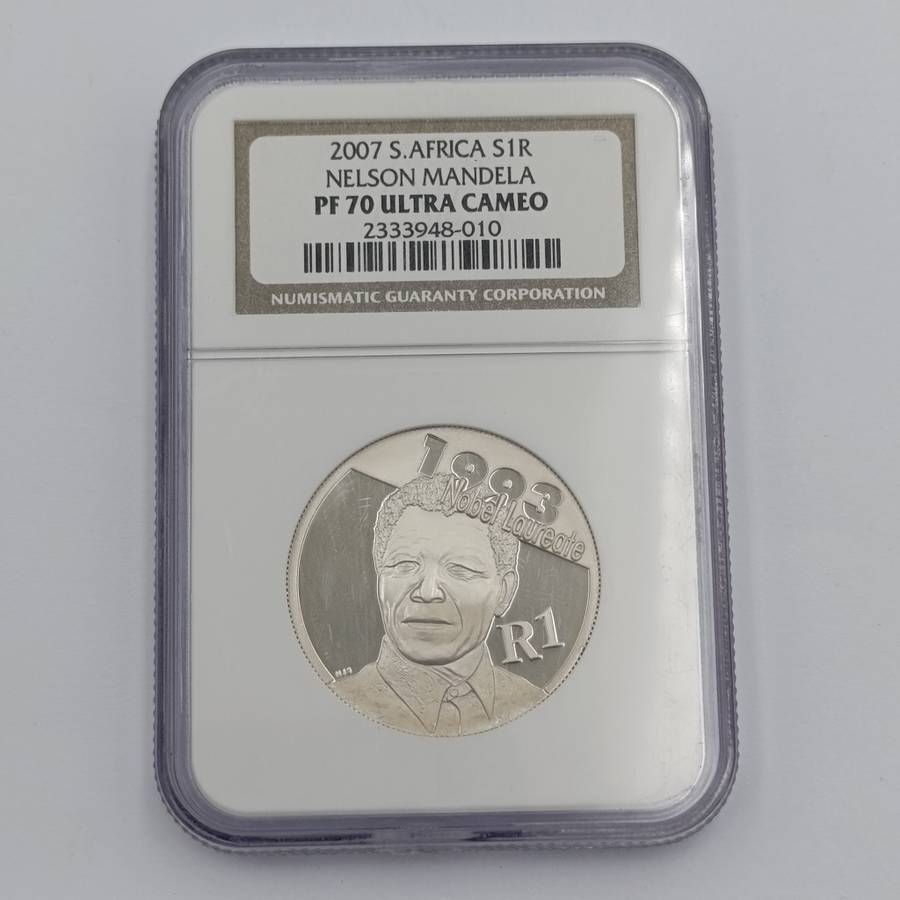 2007 S.AFRICA S1R
NELSON MANDELA
PF 70 ULTRA CAMEO
2333948-010
NUMISMATIC GUARANTY CORPORATION
1993
Nobel Laureate
R1